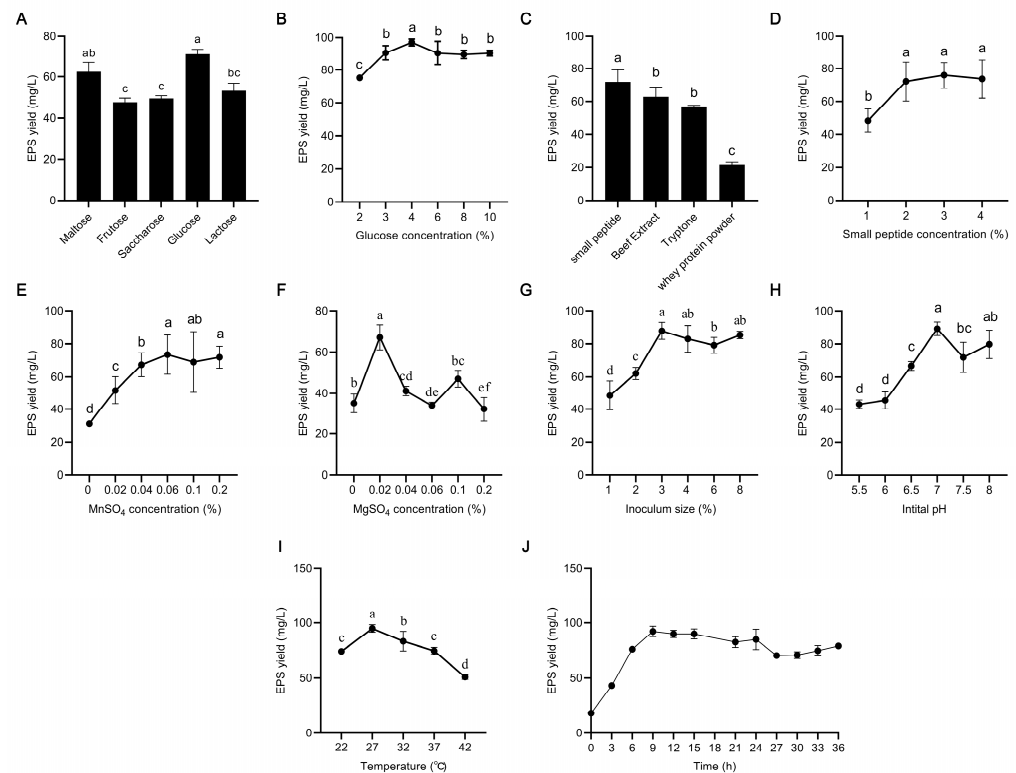 A
EPS yield (mg/L)
80
60
40
20
0
ab
c
c
a
bc
Maltose
Frutose
Saccharose
Glucose
Lactose
B
EPS yield (mg/L)
100
80
60
40
20
0
c
b
a
b
b
b
2 3 4 6 8 10
Glucose concentration (%)
C
EPS yield (mg/L)
100
80
60
40
20
0
a
b
b
c
small peptide
Beef Extract
Tryptone
whey protein powder
D
EPS yield (mg/L)
100
80
60
40
20
0
b
a
a
a
1 2 3 4
Small peptide concentration (%)
E
EPS yield (mg/L)
100
80
60
40
20
0
d
c
b
a
ab
a
0 0.02 0.04 0.06 0.1 0.2
MnSO4 concentration (%)
F
EPS yield (mg/L)
80
60
40
20
0
b
a
cd
de
bc
ef
0 0.02 0.04 0.06 0.1 0.2
MgSO4 concentration (%)
G
EPS yield (mg/L)
100
80
60
40
20
0
d
c
a
ab
b
ab
1 2 3 4 6 8
Inoculum size (%)
H
EPS yield (mg/L)
100
80
60
40
20
0
d
d
c
a
bc
ab
5.5 6 6.5 7 7.5 8
Intital pH
I
EPS yield (mg/L)
150
100
50
0
c
a
b
c
d
22 27 32 37 42
Temperature (℃)
J
EPS yield (mg/L)
150
100
50
0
0 3 6 9 12 15 18 21 24 27 30 33 36
Time (h)